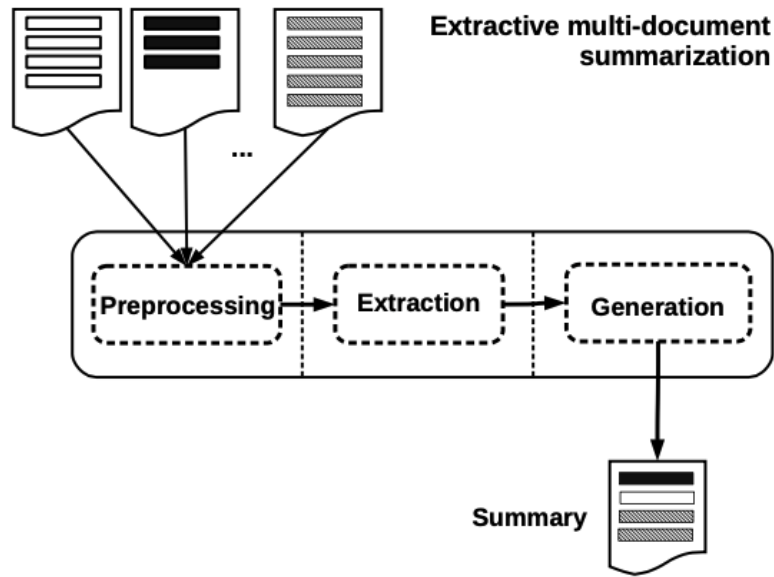 Extractive multi-document
summarization
...
Preprocessing
Extraction
Generation
Summary